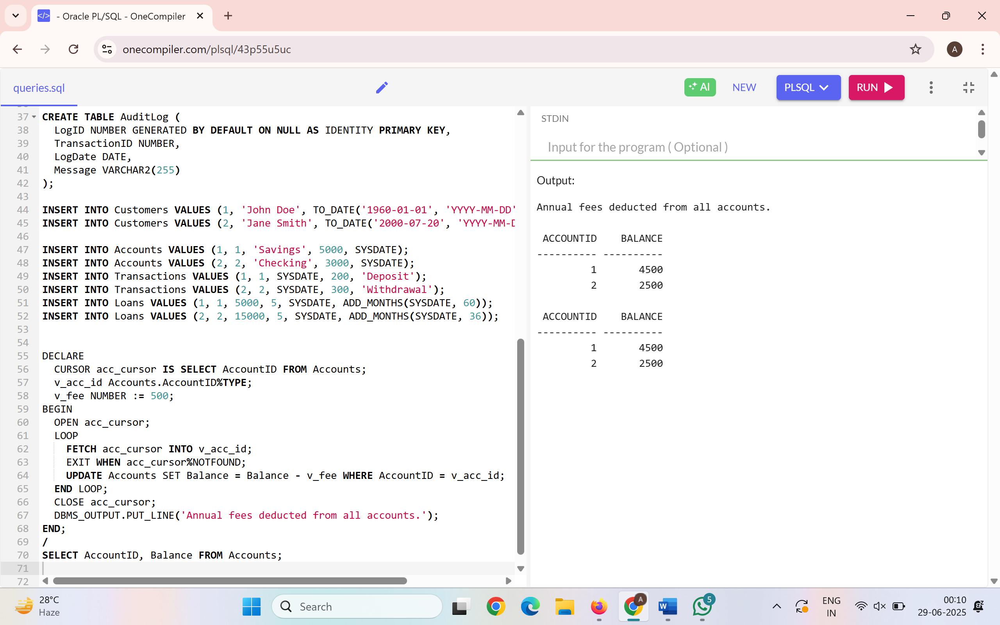 - Oracle PL/SQL - OneCompiler
onecompiler.com/plsql/43p55u5uc
A
queries.sql
AI
NEW
PLSQL
RUN
37 CREATE TABLE AuditLog (
38 LogID NUMBER GENERATED BY DEFAULT ON NULL AS IDENTITY PRIMARY KEY,
39 TransactionID NUMBER,
40 LogDate DATE,
41 Message VARCHAR2(255)
42 );
43
44 INSERT INTO Customers VALUES (1, 'John Doe', TO_DATE('1960-01-01', 'YYYY-MM-DD'
45 INSERT INTO Customers VALUES (2, 'Jane Smith', TO_DATE('2000-07-20', 'YYYY-MM-D
46
47 INSERT INTO Accounts VALUES (1, 1, 'Savings', 5000, SYSDATE);
48 INSERT INTO Accounts VALUES (2, 2, 'Checking', 3000, SYSDATE);
49 INSERT INTO Transactions VALUES (1, 1, SYSDATE, 200, 'Deposit');
50 INSERT INTO Transactions VALUES (2, 2, SYSDATE, 300, 'Withdrawal');
51 INSERT INTO Loans VALUES (1, 1, 5000, 5, SYSDATE, ADD_MONTHS(SYSDATE, 60));
52 INSERT INTO Loans VALUES (2, 2, 15000, 5, SYSDATE, ADD_MONTHS(SYSDATE, 36));
53
54
55 DECLARE
56 CURSOR acc_cursor IS SELECT AccountID FROM Accounts;
57 v_acc_id Accounts.AccountID%TYPE;
58 v_fee NUMBER := 500;
59 BEGIN
60 OPEN acc_cursor;
61 LOOP
62 FETCH acc_cursor INTO v_acc_id;
63 EXIT WHEN acc_cursor%NOTFOUND;
64 UPDATE Accounts SET Balance = Balance - v_fee WHERE AccountID = v_acc_id;
65 END LOOP;
66 CLOSE acc_cursor;
67 DBMS_OUTPUT.PUT_LINE('Annual fees deducted from all accounts.');
68 END;
69 /
70 SELECT AccountID, Balance FROM Accounts;
71
72
STDIN
Input for the program ( Optional )
Output:
Annual fees deducted from all accounts.
ACCOUNTID BALANCE
---------- ----------
1 4500
2 2500
ACCOUNTID BALANCE
---------- ----------
1 4500
2 2500
28°C
Haze
Search
A
W
5
ENG
IN
00:10
29-06-2025